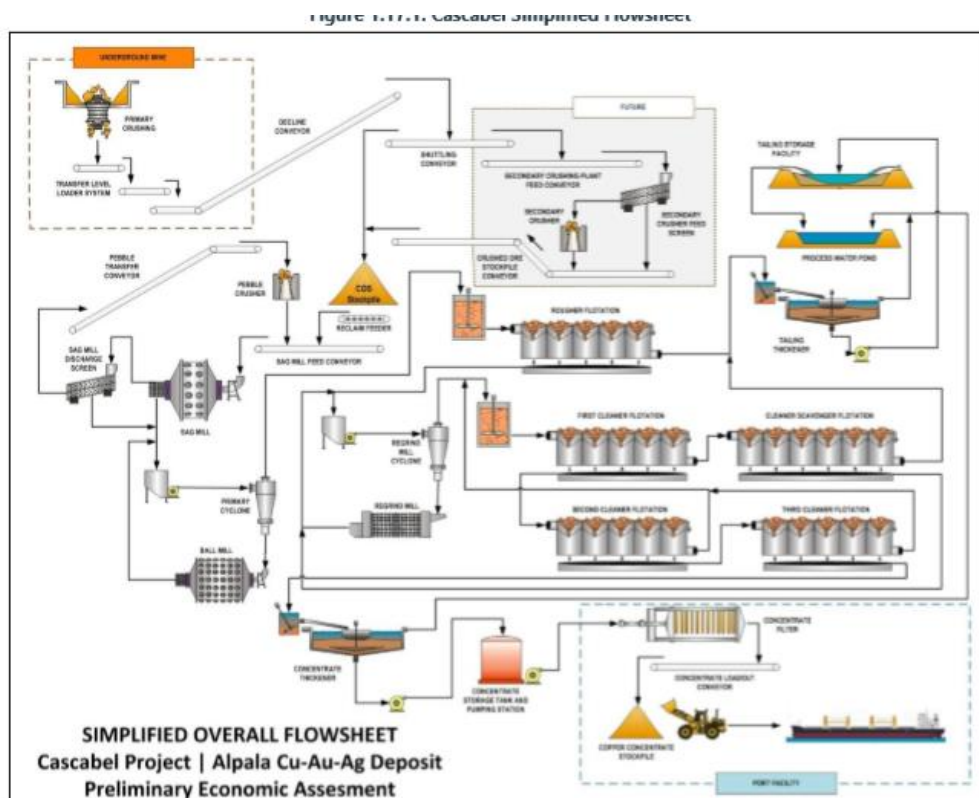 Figure 1.17.1. Cascabel Simplified Flowsheet
UNDERGROUND MINE
PRIMARY
CRUSHING
TRANSFER LEVEL
LOADER SYSTEM
DECLINE
CONVEYOR
SHUTTLING
CONVEYOR
FUTURE
SECONDARY CRUSHING-PLANT
FEED CONVEYOR
SECONDARY
CRUSHER
SECONDARY
CRUSHER FEED
SCREEN
CRUSHED ORE
STOCKPILE
CONVEYOR
TAILING STORAGE
FACILITY
PROCESS WATER POND
TAILING
THICKENER
PEBBLE
TRANSFER
CONVEYOR
PEBBLE
CRUSHER
COS
Stockpile
RECLAIM FEEDER
SAG MILL FEED CONVEYOR
SAG MILL
DISCHARGE
SCREEN
SAG MILL
ROUGHER FLOTATION
REGRIND
MILL
CYCLONE
REGRIND MILL
FIRST CLEANER FLOTATION
CLEANER SCAVENGER FLOTATION
SECOND CLEANER FLOTATION
THIRD CLEANER FLOTATION
PRIMARY
CYCLONE
BALL MILL
CONCENTRATE
THICKENER
CONCENTRATE
STORAGE TANK AND
PUMPING STATION
CONCENTRATE
FILTER
CONCENTRATE LOADOUT
CONVEYOR
COPPER CONCENTRATE
STOCKPILE
PORT FACILITY
SIMPLIFIED OVERALL FLOWSHEET
Cascabel Project | Alpala Cu-Au-Ag Deposit
Preliminary Economic Assesment